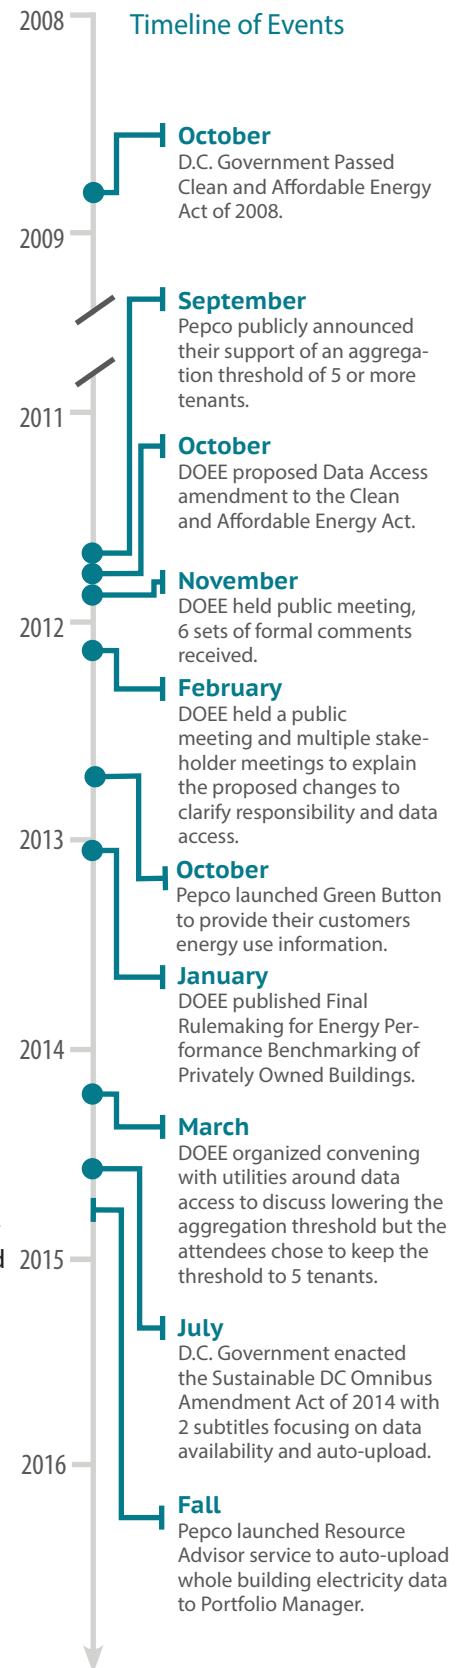 2008
Timeline of Events
October
D.C. Government Passed
Clean and Affordable Energy
Act of 2008.
2009
September
Pepco publicly announced
their support of an aggrega-
tion threshold of 5 or more
tenants.
2011
October
DOEE proposed Data Access
amendment to the Clean
and Affordable Energy Act.
November
DOEE held public meeting,
6 sets of formal comments
received.
2012
February
DOEE held a public
meeting and multiple stake-
holder meetings to explain
the proposed changes to
clarify responsibility and data
access.
2013
October
Pepco launched Green Button
to provide their customers
energy use information.
January
DOEE published Final
Rulemaking for Energy Per-
formance Benchmarking of
Privately Owned Buildings.
2014
March
DOEE organized convening
with utilities around data
access to discuss lowering the
aggregation threshold but the
attendees chose to keep the
threshold to 5 tenants.
2015
July
D.C. Government enacted
the Sustainable DC Omnibus
Amendment Act of 2014 with
2 subtitles focusing on data
availability and auto-upload.
2016
Fall
Pepco launched Resource
Advisor service to auto-upload
whole building electricity data
to Portfolio Manager.